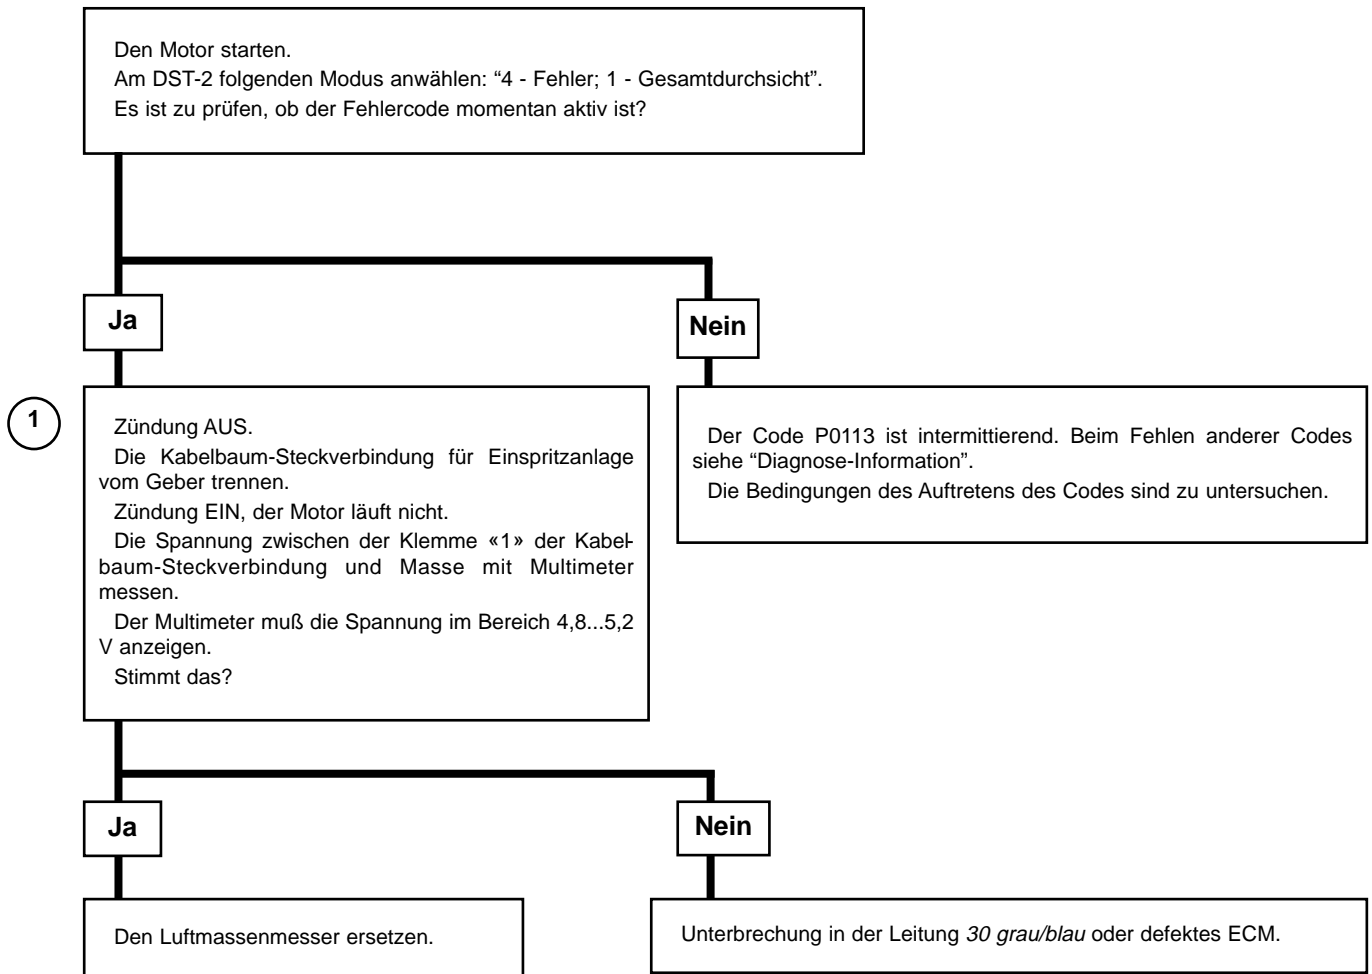 Den Motor starten.
Am DST-2 folgenden Modus anwählen: “4 - Fehler; 1 - Gesamtdurchsicht”.
Es ist zu prüfen, ob der Fehlercode momentan aktiv ist?
Ja
Nein
1
Zündung AUS.
Die Kabelbaum-Steckverbindung für Einspritzanlage
vom Geber trennen.
Zündung EIN, der Motor läuft nicht.
Die Spannung zwischen der Klemme «1» der Kabel-
baum-Steckverbindung und Masse mit Multimeter
messen.
Der Multimeter muß die Spannung im Bereich 4,8...5,2
V anzeigen.
Stimmt das?
Der Code P0113 ist intermittierend. Beim Fehlen anderer Codes
siehe “Diagnose-Information”.
Die Bedingungen des Auftretens des Codes sind zu untersuchen.
Ja
Nein
Den Luftmassenmesser ersetzen.
Unterbrechung in der Leitung 30 grau/blau oder defektes ECM.